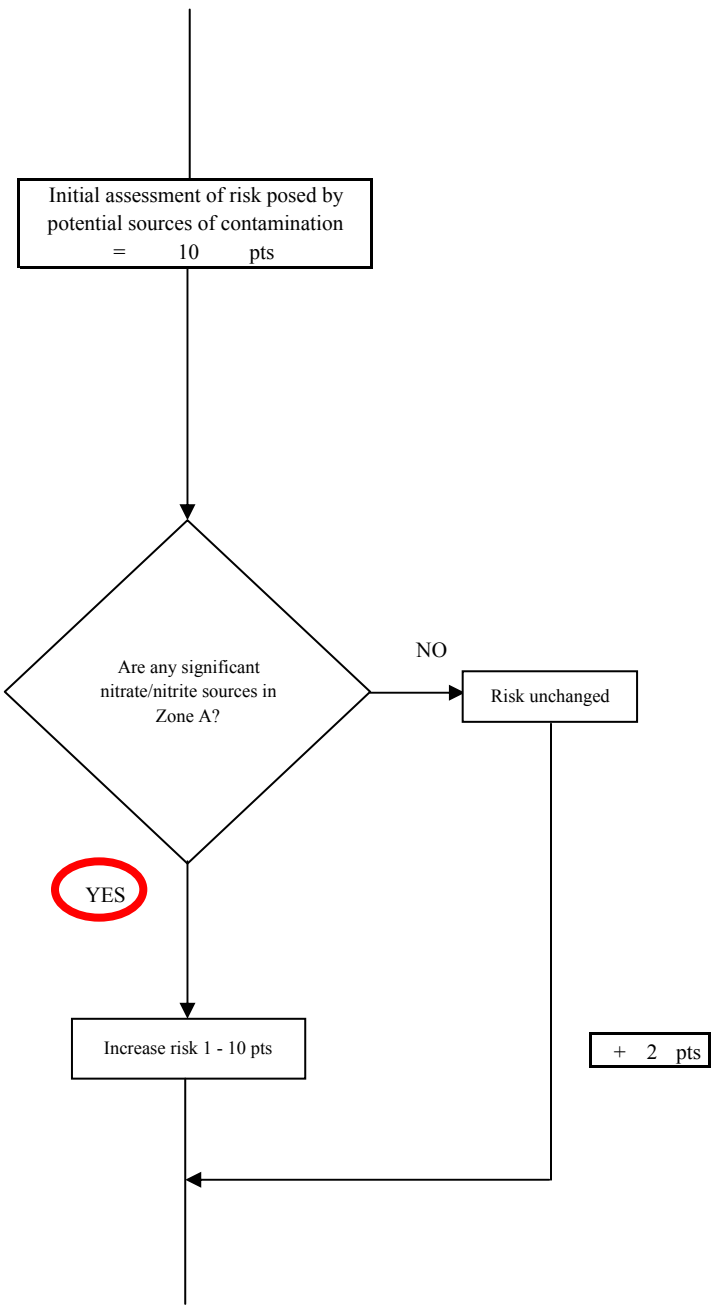 Initial assessment of risk posed by
potential sources of contamination
= 10 pts
Are any significant
nitrate/nitrite sources in
Zone A?
NO
Risk unchanged
YES
Increase risk 1 - 10 pts
+ 2 pts